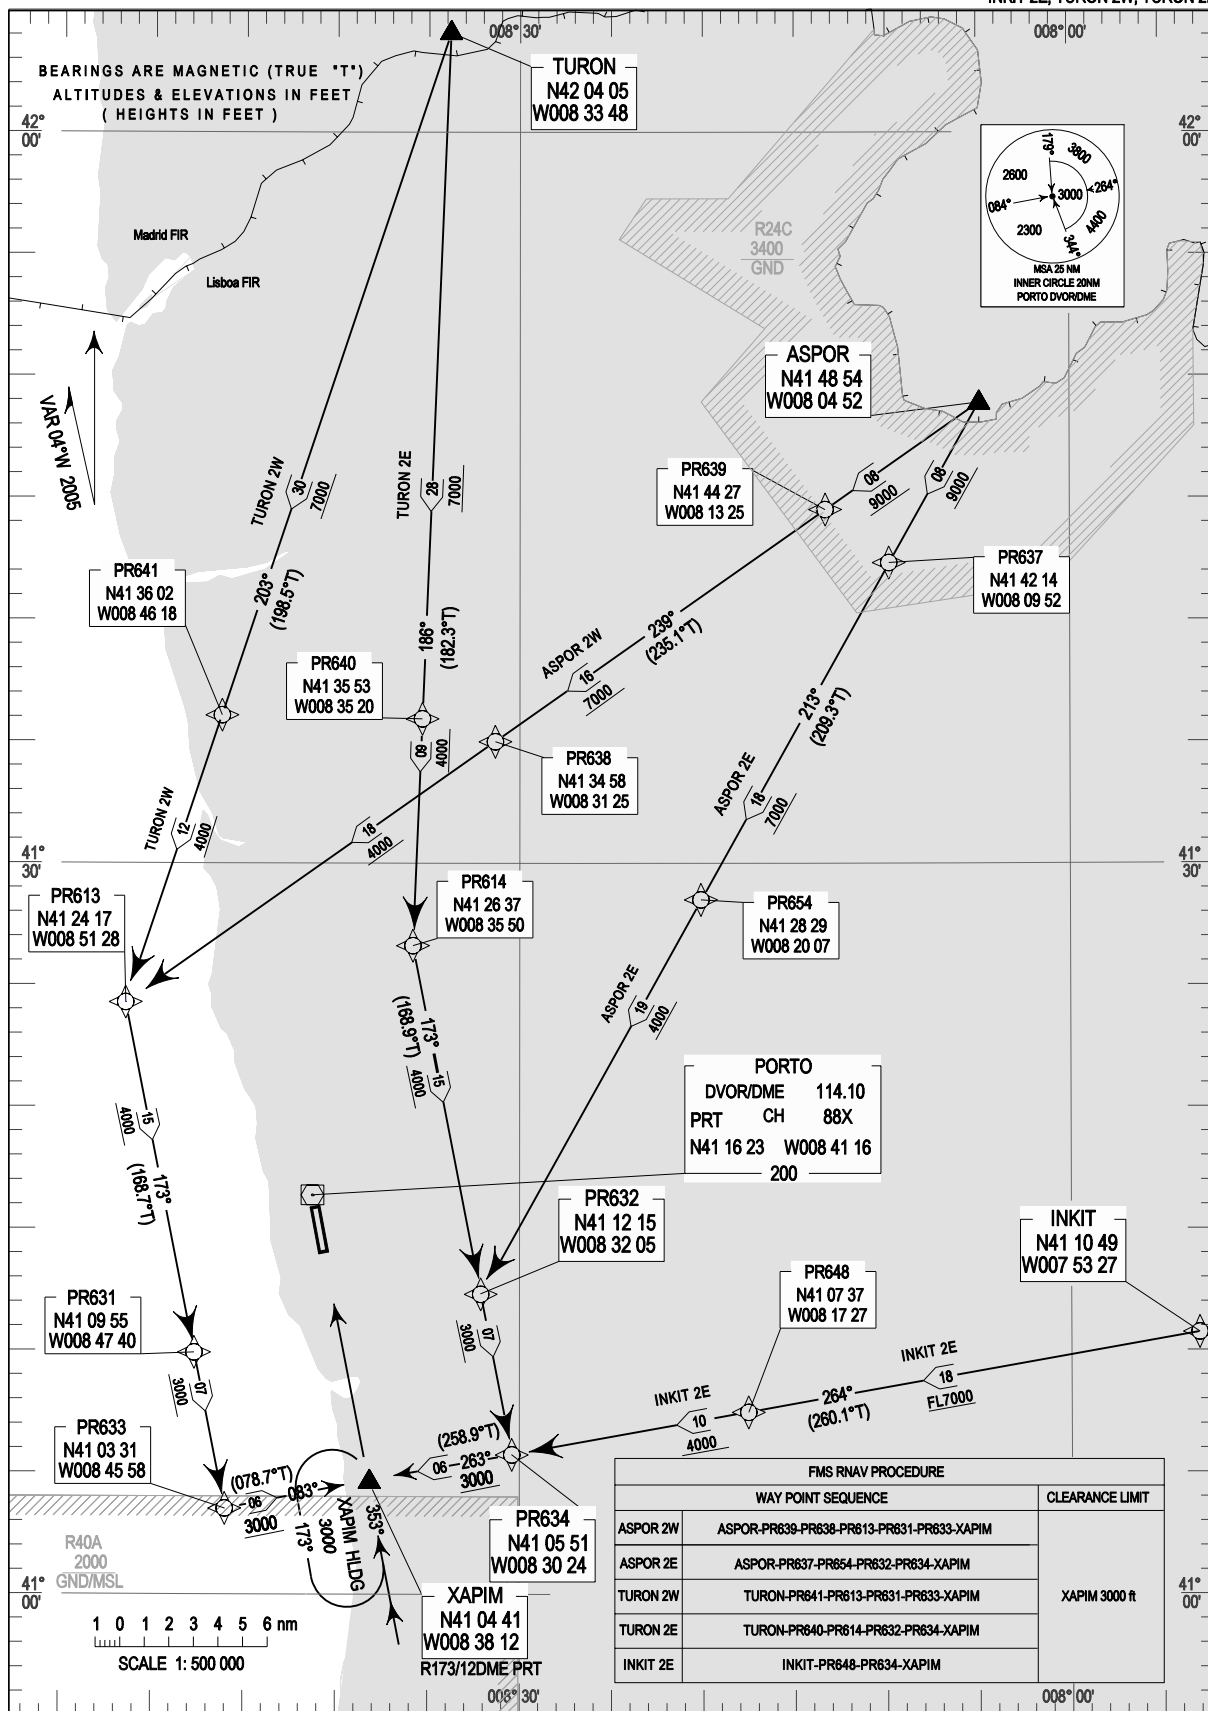 INKIT 2E, TURON 2W, TURON 2E
008° 30'
008° 00'
BEARINGS ARE MAGNETIC (TRUE "T")
ALTITUDES & ELEVATIONS IN FEET
( HEIGHTS IN FEET )
TURON
N42 04 05
W008 33 48
42°
00'
42°
00'
179°
3800
2600
3000
264°
084°
2300
4400
344°
MSA 25 NM
INNER CIRCLE 20NM
PORTO DVOR/DME
R24C
3400
GND
Madrid FIR
Lisboa FIR
VAR 04°W 2005
ASPOR
N41 48 54
W008 04 52
TURON 2W
30
7000
TURON 2E
28
7000
PR639
N41 44 27
W008 13 25
08
9000
08
9000
PR637
N41 42 14
W008 09 52
PR641
N41 36 02
W008 46 18
203°
(198.5°T)
186°
(182.3°T)
PR640
N41 35 53
W008 35 20
ASPOR 2W
239°
(235.1°T)
16
7000
213°
(209.3°T)
09
4000
PR638
N41 34 58
W008 31 25
ASPOR 2E
18
7000
TURON 2W
12
4000
18
4000
41°
30'
41°
30'
PR613
N41 24 17
W008 51 28
PR614
N41 26 37
W008 35 50
PR654
N41 28 29
W008 20 07
ASPOR 2E
19
4000
173°
(168.9°T)
15
4000
PORTO
DVOR/DME 114.10
PRT CH 88X
N41 16 23 W008 41 16
200
15
4000
173°
(168.7°T)
PR632
N41 12 15
W008 32 05
INKIT
N41 10 49
W007 53 27
PR648
N41 07 37
W008 17 27
PR631
N41 09 55
W008 47 40
07
3000
07
3000
INKIT 2E
18
FL7000
INKIT 2E
264°
(260.1°T)
10
4000
PR633
N41 03 31
W008 45 58
(258.9°T)
06 263°
3000
(078.7°T)
06 083°
3000
XAPIM HLDG
3000
173°
353°
PR634
N41 05 51
W008 30 24
R40A
2000
GND/MSL
XAPIM
N41 04 41
W008 38 12
R173/12DME PRT
41°
00'
41°
00'
1 0 1 2 3 4 5 6 nm
SCALE 1: 500 000
FMS RNAV PROCEDURE
WAY POINT SEQUENCE CLEARANCE LIMIT
ASPOR 2W ASPOR-PR639-PR638-PR613-PR631-PR633-XAPIM
ASPOR 2E ASPOR-PR637-PR654-PR632-PR634-XAPIM
TURON 2W TURON-PR641-PR613-PR631-PR633-XAPIM XAPIM 3000 ft
TURON 2E TURON-PR640-PR614-PR632-PR634-XAPIM
INKIT 2E INKIT-PR648-PR634-XAPIM
008° 30'
008° 00'